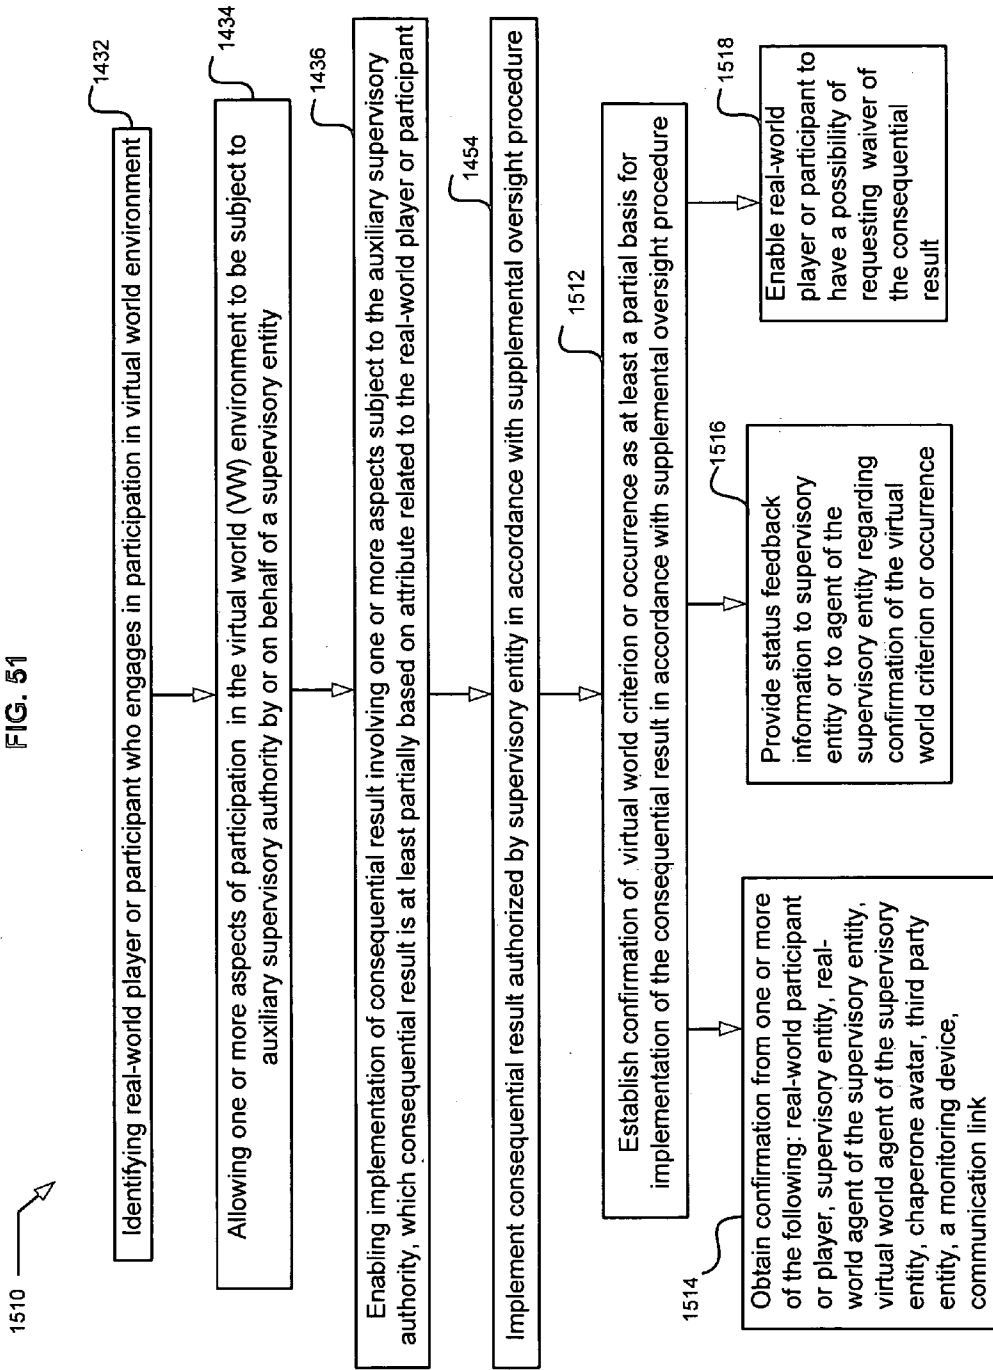 FIG. 51
1510
1432
Identifying real-world player or participant who engages in participation in virtual world environment
1434
Allowing one or more aspects of participation in the virtual world (VW) environment to be subject to
auxiliary supervisory authority by or on behalf of a supervisory entity
1436
Enabling implementation of consequential result involving one or more aspects subject to the auxiliary supervisory
authority, which consequential result is at least partially based on attribute related to the real-world player or participant
1454
Implement consequential result authorized by supervisory entity in accordance with supplemental oversight procedure
1512
Establish confirmation of virtual world criterion or occurrence as at least a partial basis for
implementation of the consequential result in accordance with supplemental oversight procedure
1514
Obtain confirmation from one or more
of the following: real-world participant
or player, supervisory entity, real-
world agent of the supervisory entity,
virtual world agent of the supervisory
entity, chaperone avatar, third party
entity, a monitoring device,
communication link
1516
Provide status feedback
information to supervisory
entity or to agent of the
supervisory entity regarding
confirmation of the virtual
world criterion or occurrence
1518
Enable real-world
player or participant to
have a possibility of
requesting waiver of
the consequential
result